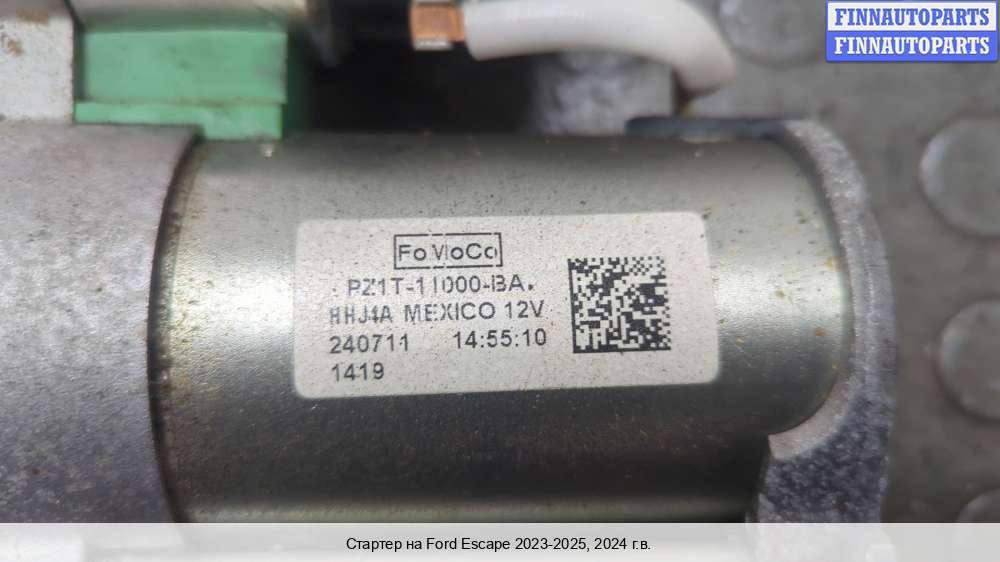 FINNAUTOPARTS
FINNAUTOPARTS
FoMoCo
PZ1T-11000-BA.
HHJ4A MEXICO 12V
240711 14:55:10
1419
Стартер на Ford Escape 2023-2025, 2024 г.в.